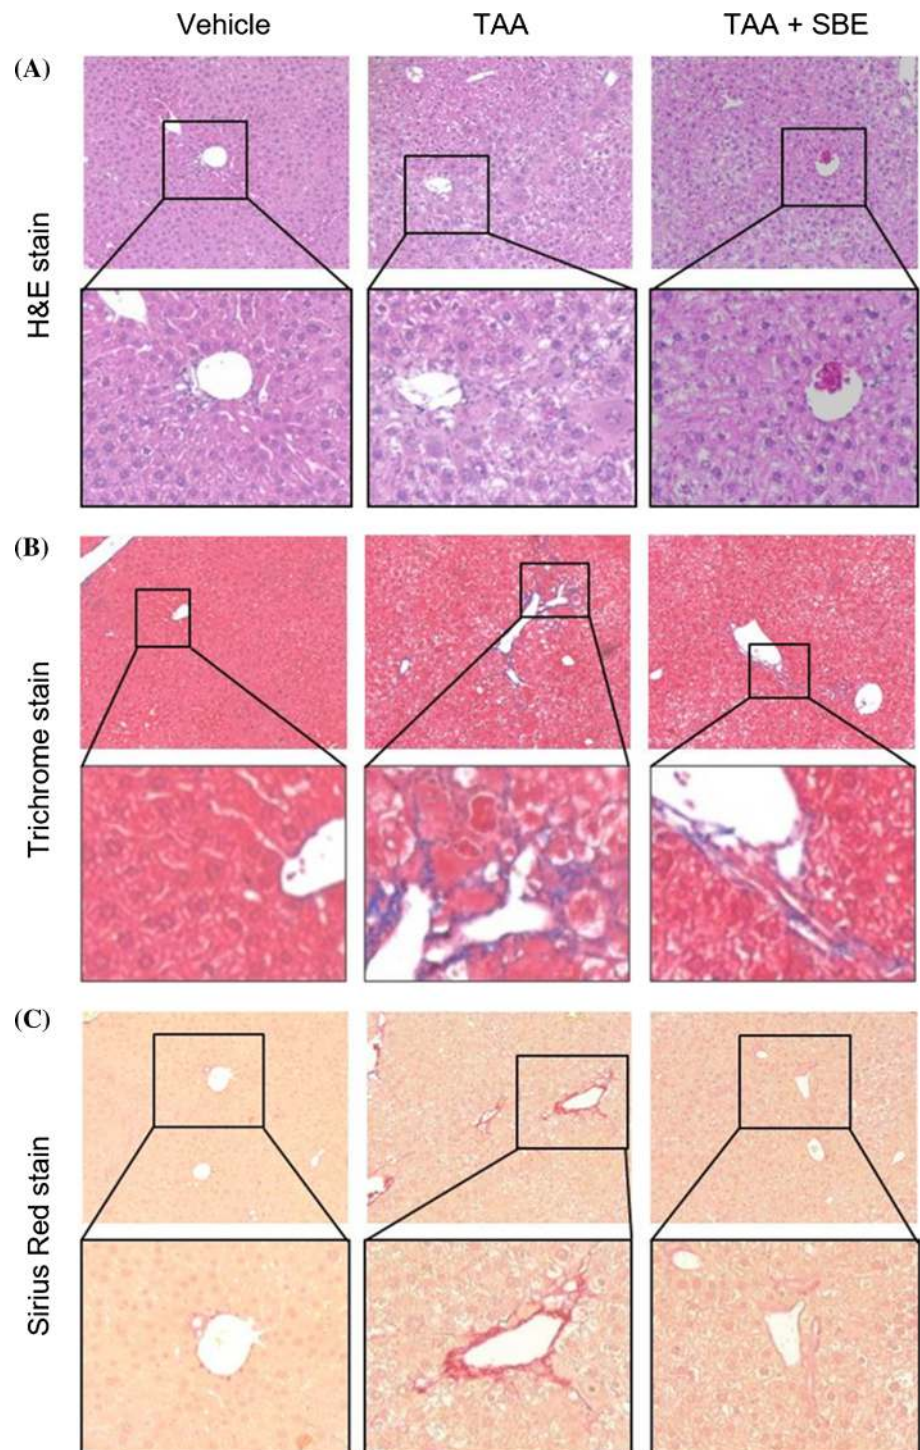 Vehicle TAA TAA + SBE
(A)
H&E stain
(B)
Trichrome stain
(C)
Sirius Red stain